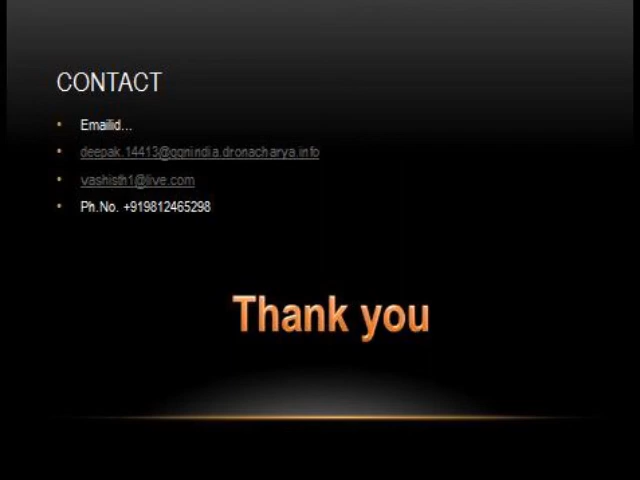 CONTACT
Emailid...
deepak.14413@ggnindia.dronacharya.info
vashisth1@live.com
Ph.No. +919812465298
Thank you